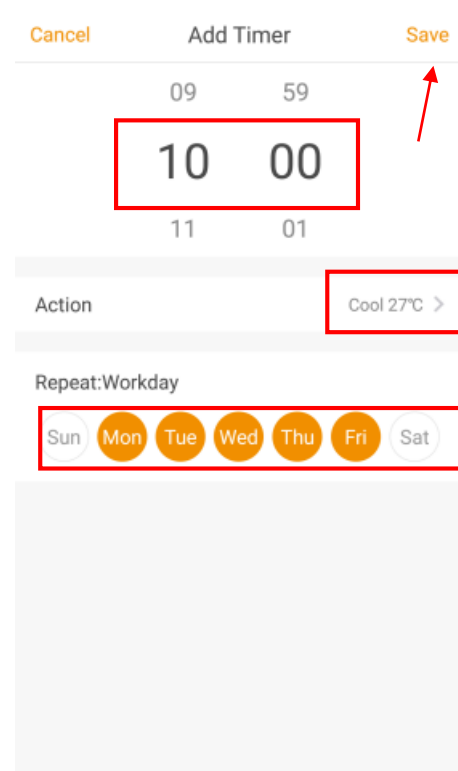 Cancel Add Timer Save
09 59
10 00
11 01
Action Cool 27℃ >
Repeat:Workday
Sun Mon Tue Wed Thu Fri Sat